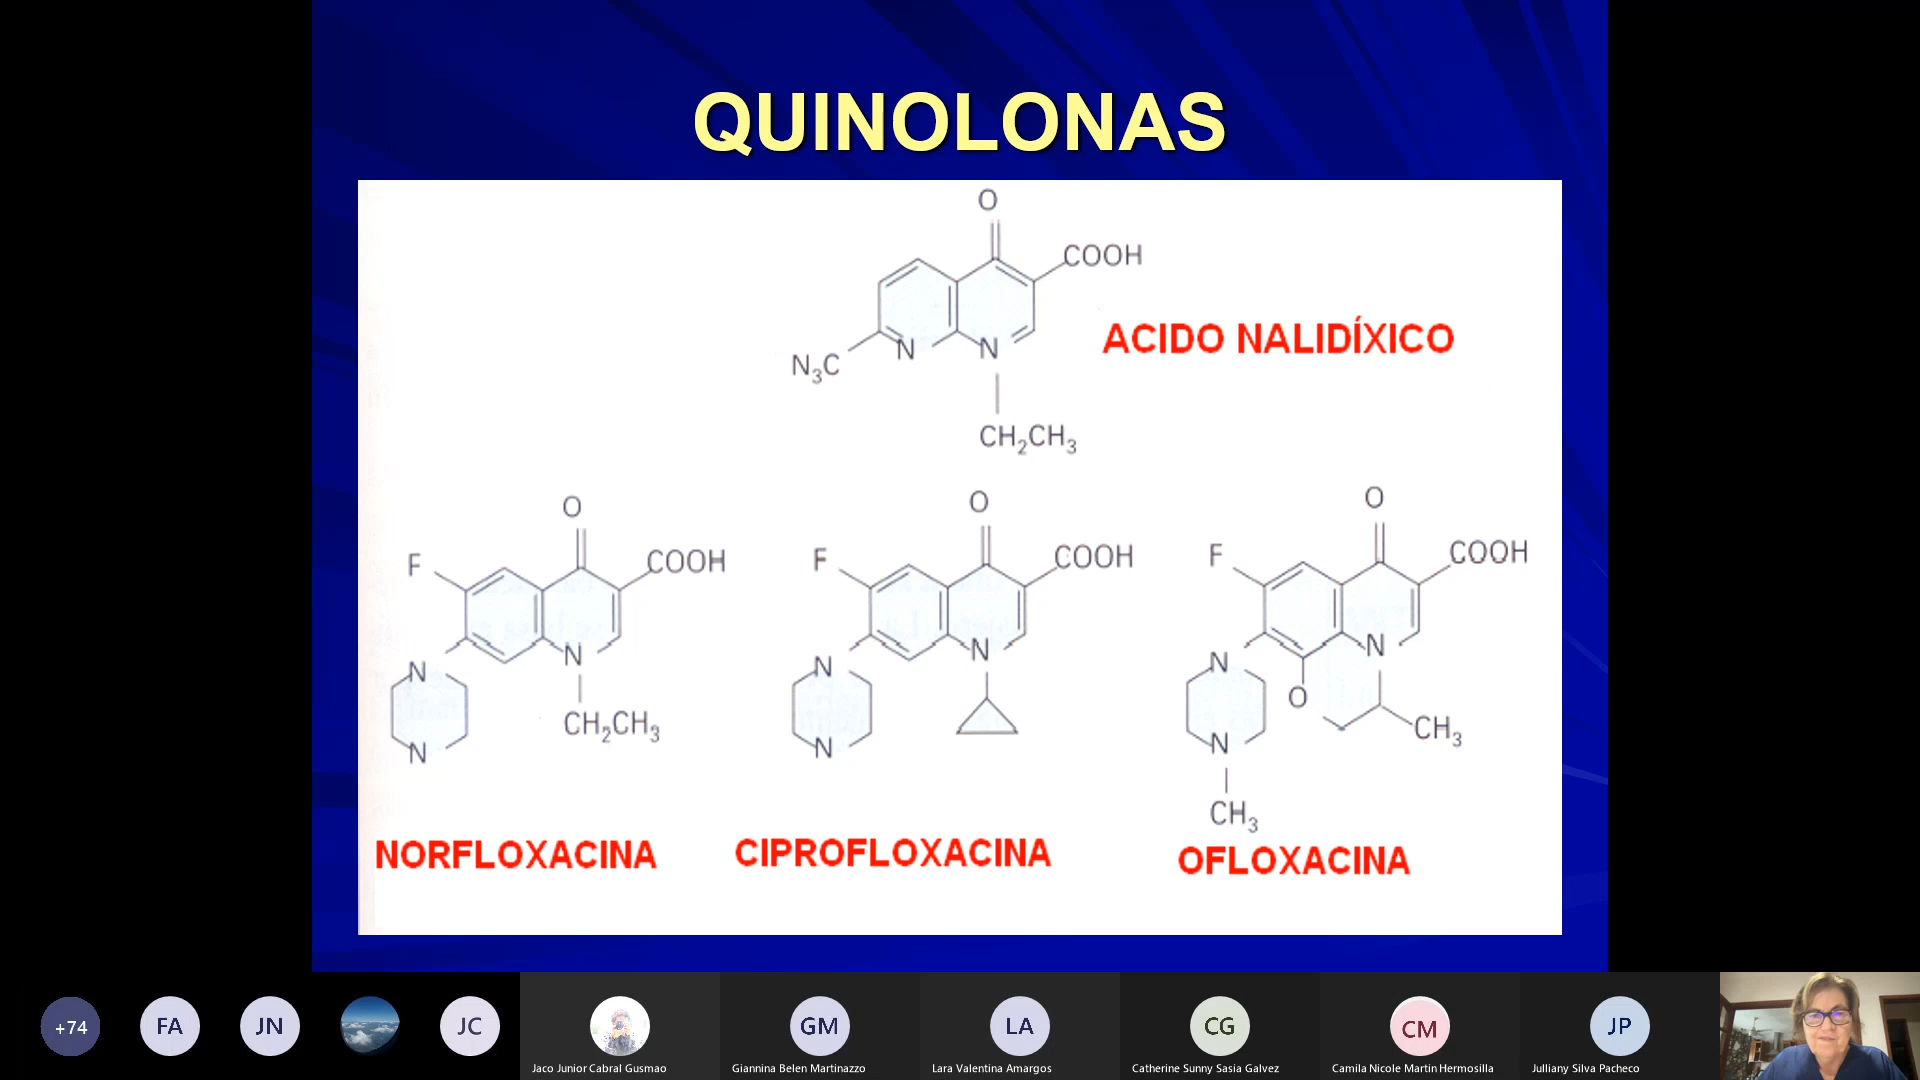 QUINOLONAS
O
COOH
N₃C
N
N
CH₂CH₃
ACIDO NALIDÍXICO
O
F
COOH
N
N
N
CH₂CH₃
NORFLOXACINA
O
F
COOH
N
N
N
CIPROFLOXACINA
O
F
COOH
N
N
O
N
CH₃
CH₃
OFLOXACINA
+74
FA
JN
JC
Jaco Junior Cabral Gusmao
GM
Giannina Belen Martinazzo
LA
Lara Valentina Amargos
CG
Catherine Sunny Sasia Galvez
CM
Camila Nicole Martin Hermosilla
JP
Julliany Silva Pacheco